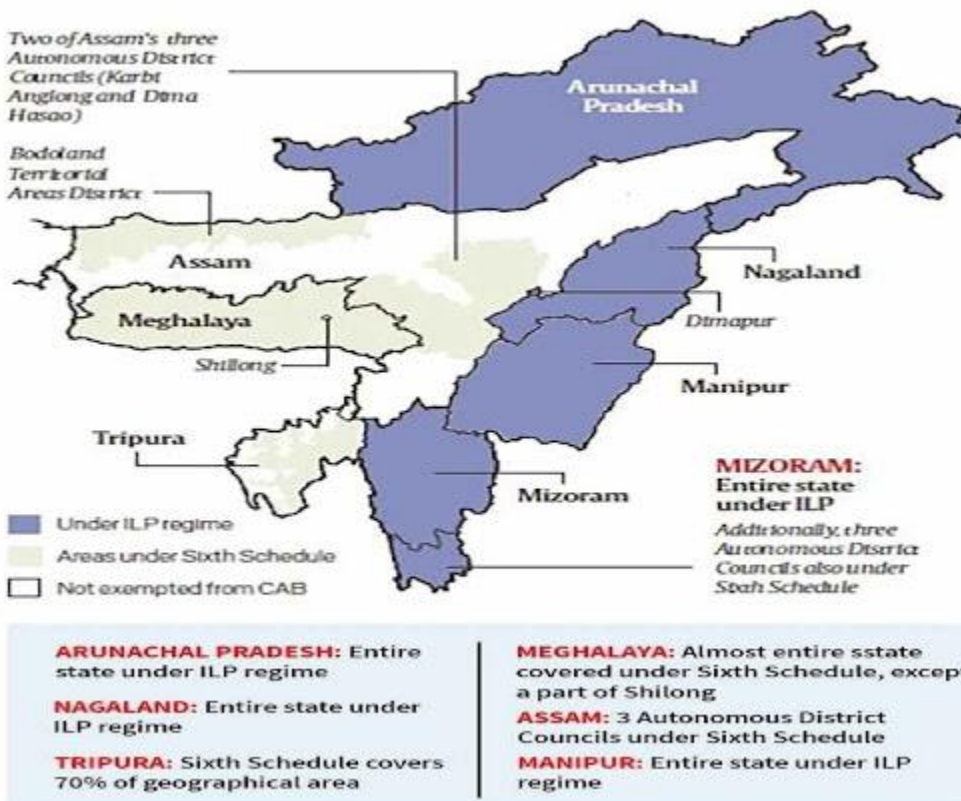 Two of Assam's three
Autonomous District
Councils (Karbi
Anglong and Dima
Hasao)
Bodoland
Territorial
Areas District
Arunachal
Pradesh
Assam
Nagaland
Meghalaya
Dimapur
Shillong
Manipur
Tripura
Mizoram
MIZORAM:
Entire state
under ILP
Additionally, three
Autonomous District
Councils also under
Sixth Schedule
Under ILP regime
Areas under Sixth Schedule
Not exempted from CAB
ARUNACHAL PRADESH: Entire
state under ILP regime
NAGALAND: Entire state under
ILP regime
TRIPURA: Sixth Schedule covers
70% of geographical area
MEGHALAYA: Almost entire sstate
covered under Sixth Schedule, except
a part of Shilong
ASSAM: 3 Autonomous District
Councils under Sixth Schedule
MANIPUR: Entire state under ILP
regime